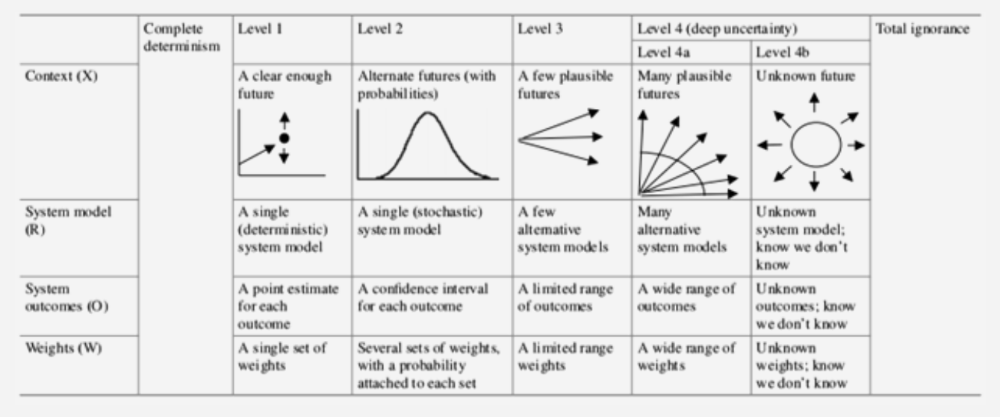 Complete determinism
Level 1
Level 2
Level 3
Level 4 (deep uncertainty)
Total ignorance
Level 4a
Level 4b
Context (X)
A clear enough
future
Alternate futures (with
probabilities)
A few plausible
futures
Many plausible
futures
Unknown future
System model
(R)
A single
(deterministic)
system model
A single (stochastic)
system model
A few
alternative
system models
Many
alternative
system models
Unknown
system model;
know we don't
know
System
outcomes (O)
A point estimate
for each
outcome
A confidence interval
for each outcome
A limited range
of outcomes
A wide range of
outcomes
Unknown
outcomes; know
we don't know
Weights (W)
A single set of
weights
Several sets of weights,
with a probability
attached to each set
A limited range
weights
A wide range of
weights
Unknown
weights; know
we don't know